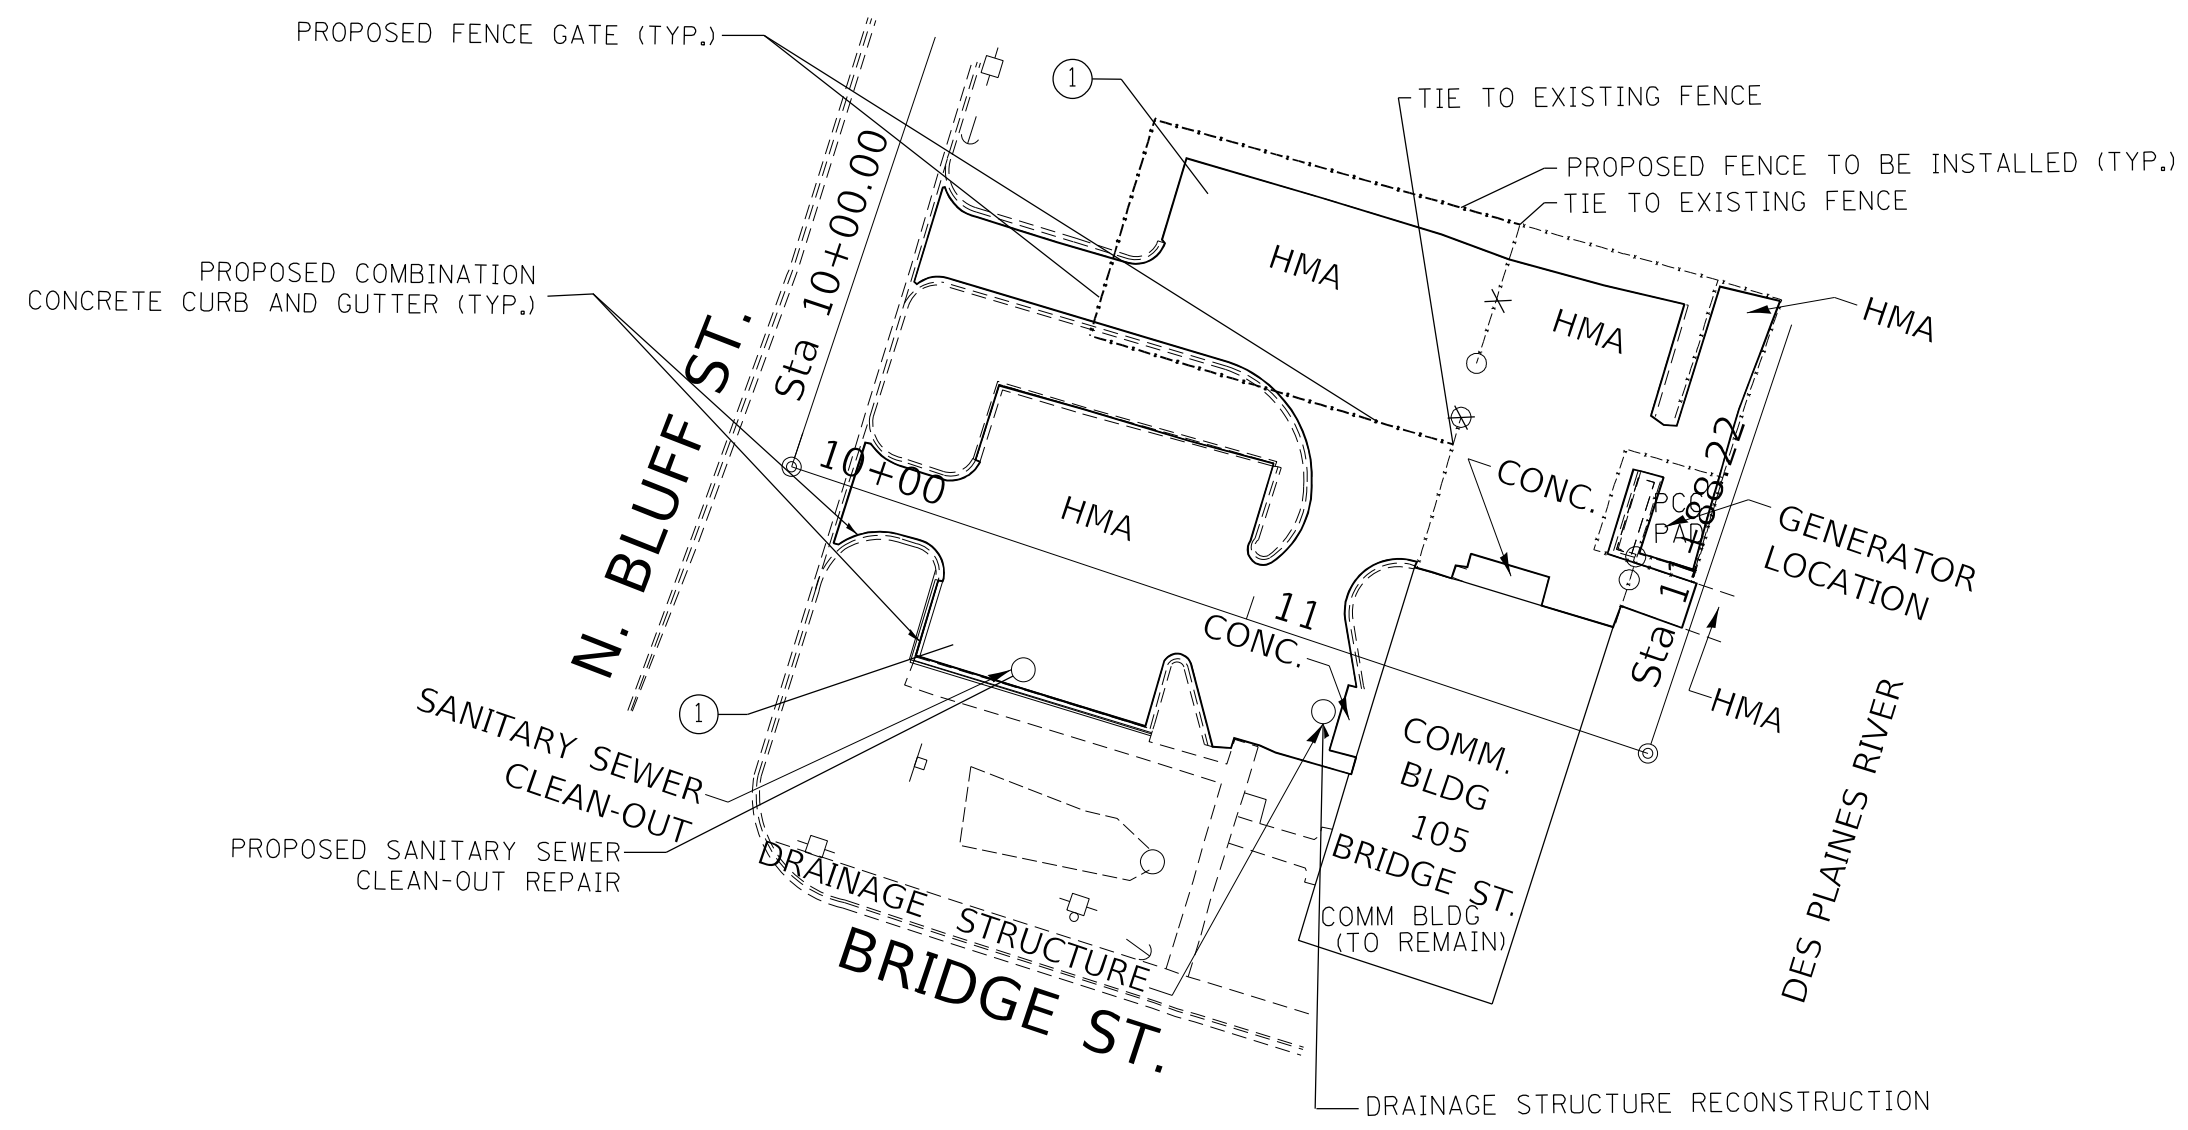 PROPOSED FENCE GATE (TYP.)
1
TIE TO EXISTING FENCE
PROPOSED FENCE TO BE INSTALLED (TYP.)
TIE TO EXISTING FENCE
PROPOSED COMBINATION
CONCRETE CURB AND GUTTER (TYP.)
Sta 10+00.00
N. BLUFF ST.
HMA
HMA
HMA
10+00
HMA
CONC.
PCC
PAD
GENERATOR
LOCATION
Sta 11+88.22
11
CONC.
HMA
1
SANITARY SEWER
CLEAN-OUT
PROPOSED SANITARY SEWER
CLEAN-OUT REPAIR
COMM.
BLDG
105
BRIDGE ST.
COMM BLDG
(TO REMAIN)
DES PLAINES RIVER
DRAINAGE STRUCTURE
BRIDGE ST.
DRAINAGE STRUCTURE RECONSTRUCTION